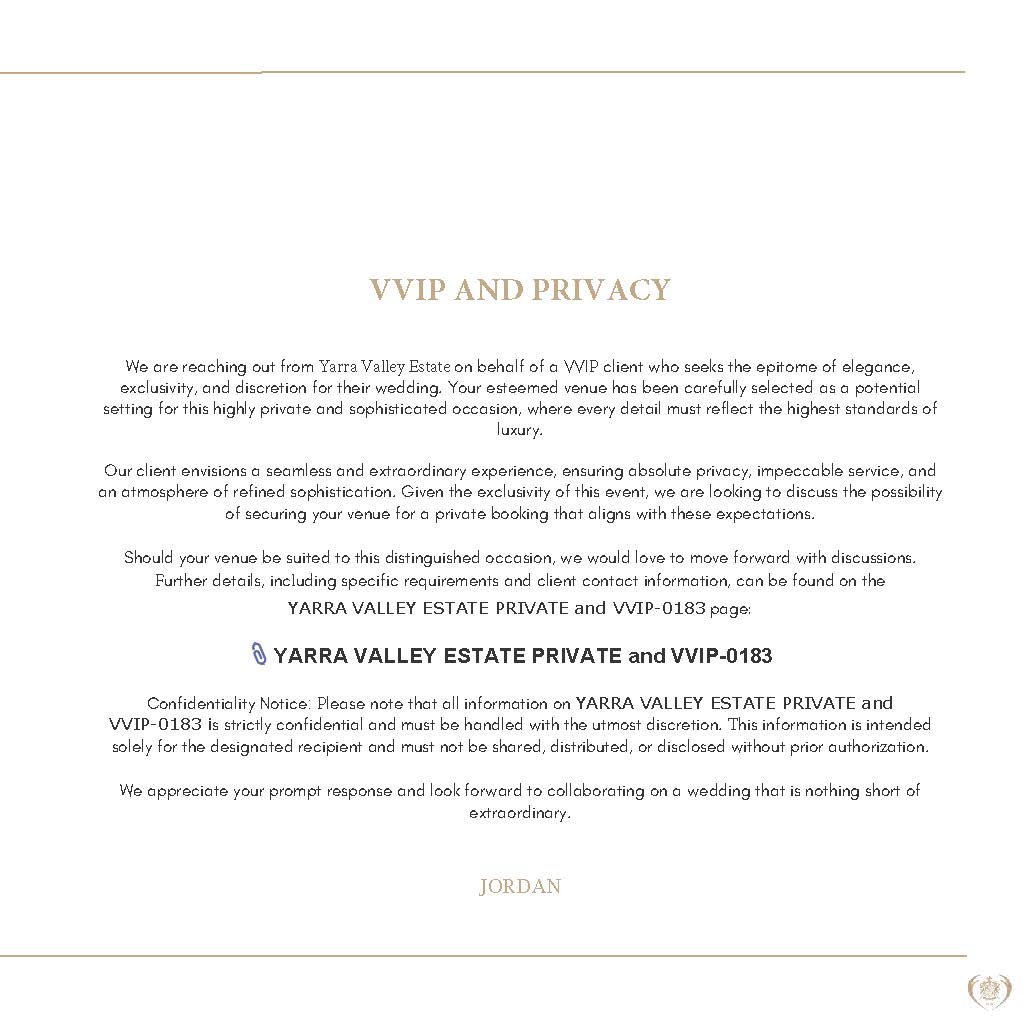 VVIP AND PRIVACY
We are reaching out from Yarra Valley Estate on behalf of a VVIP client who seeks the epitome of elegance,
exclusivity, and discretion for their wedding. Your esteemed venue has been carefully selected as a potential
setting for this highly private and sophisticated occasion, where every detail must reflect the highest standards of
luxury.
Our client envisions a seamless and extraordinary experience, ensuring absolute privacy, impeccable service, and
an atmosphere of refined sophistication. Given the exclusivity of this event, we are looking to discuss the possibility
of securing your venue for a private booking that aligns with these expectations.
Should your venue be suited to this distinguished occasion, we would love to move forward with discussions.
Further details, including specific requirements and client contact information, can be found on the
YARRA VALLEY ESTATE PRIVATE and VVIP-0183 page:
YARRA VALLEY ESTATE PRIVATE and VVIP-0183
Confidentiality Notice: Please note that all information on YARRA VALLEY ESTATE PRIVATE and
VVIP-0183 is strictly confidential and must be handled with the utmost discretion. This information is intended
solely for the designated recipient and must not be shared, distributed, or disclosed without prior authorization.
We appreciate your prompt response and look forward to collaborating on a wedding that is nothing short of
extraordinary.
JORDAN